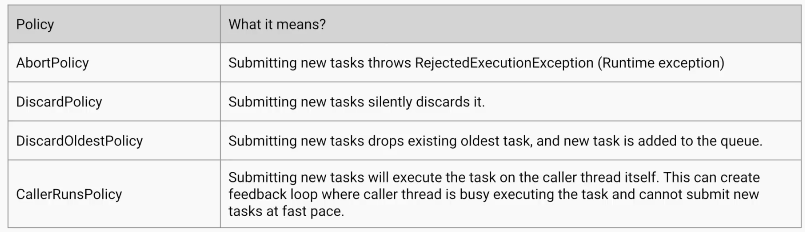 Policy
What it means?
AbortPolicy
Submitting new tasks throws RejectedExecutionException (Runtime exception)
DiscardPolicy
Submitting new tasks silently discards it.
DiscardOldestPolicy
Submitting new tasks drops existing oldest task, and new task is added to the queue.
CallerRunsPolicy
Submitting new tasks will execute the task on the caller thread itself. This can create
feedback loop where caller thread is busy executing the task and cannot submit new
tasks at fast pace.